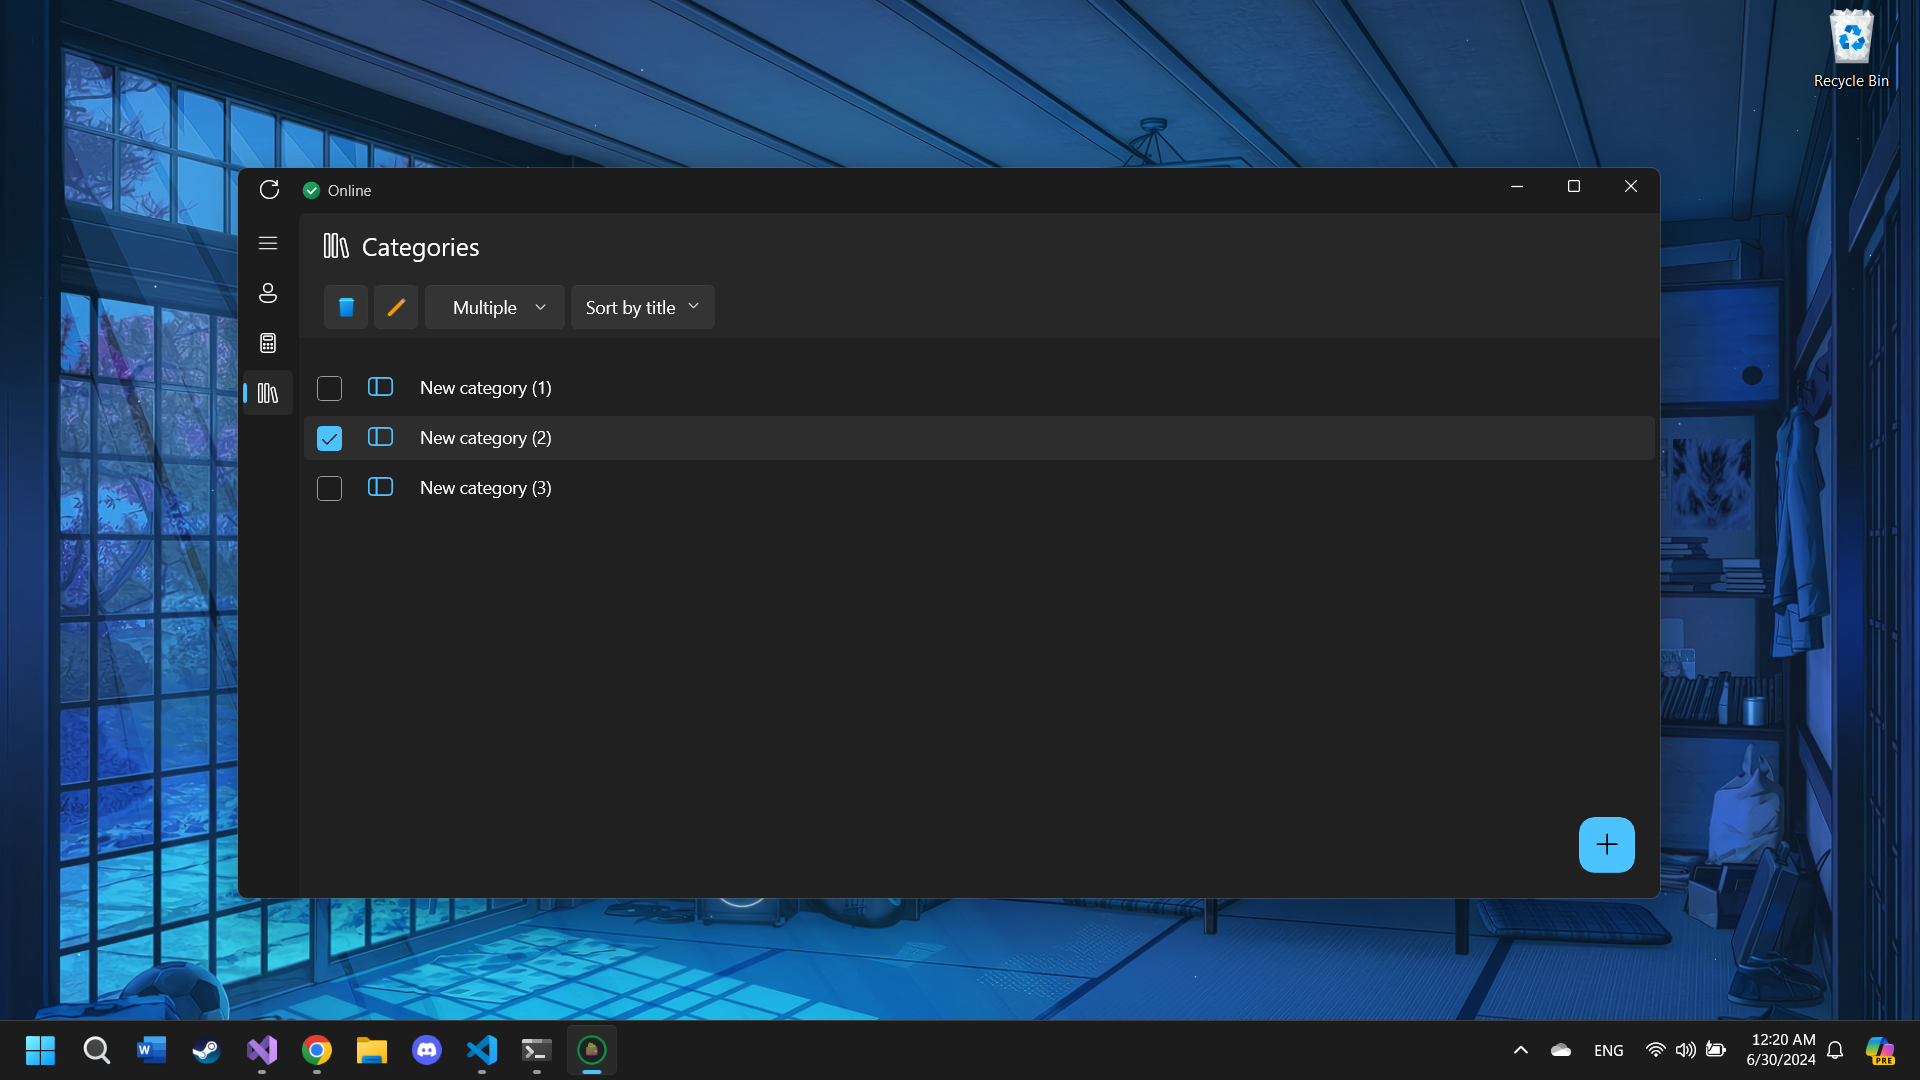 Recycle Bin
Online
Categories
Multiple
Sort by title
New category (1)
New category (2)
New category (3)
W
ENG
12:20 AM
6/30/2024
PRE